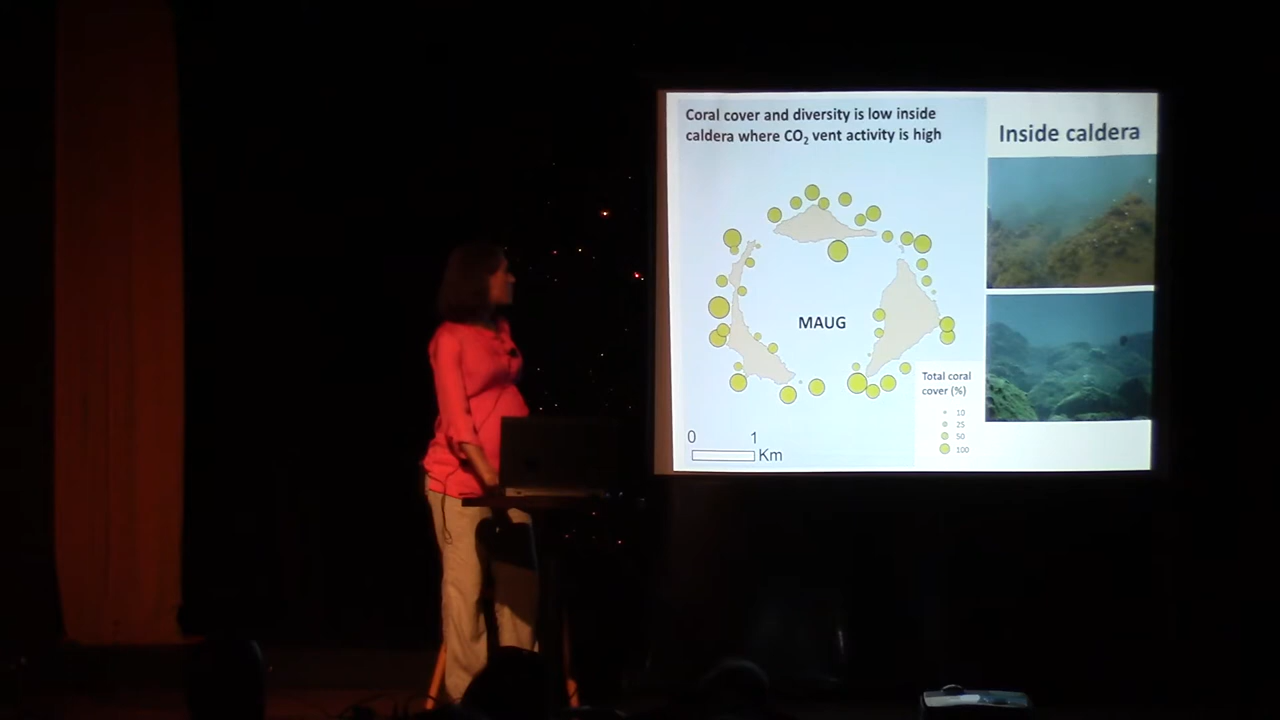 Coral cover and diversity is low inside
caldera where CO₂ vent activity is high
Inside caldera
MAUG
Total coral
cover (%)
10
25
50
100
0 1
Km